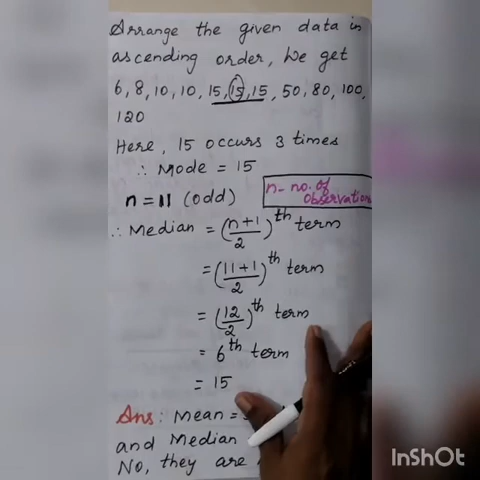 Arrange the given data in
ascending order, We get
6, 8, 10, 10, 15, 15, 15, 50, 80, 100,
120
Here, 15 occurs 3 times
∴ Mode = 15
n = 11 (odd)
n - no. of
observations
∴ Median = (n+1/2)th term
= (11+1/2)th term
= (12/2)th term
= 6th term
= 15
Ans: Mean =
and Median
No, they are
InShOt